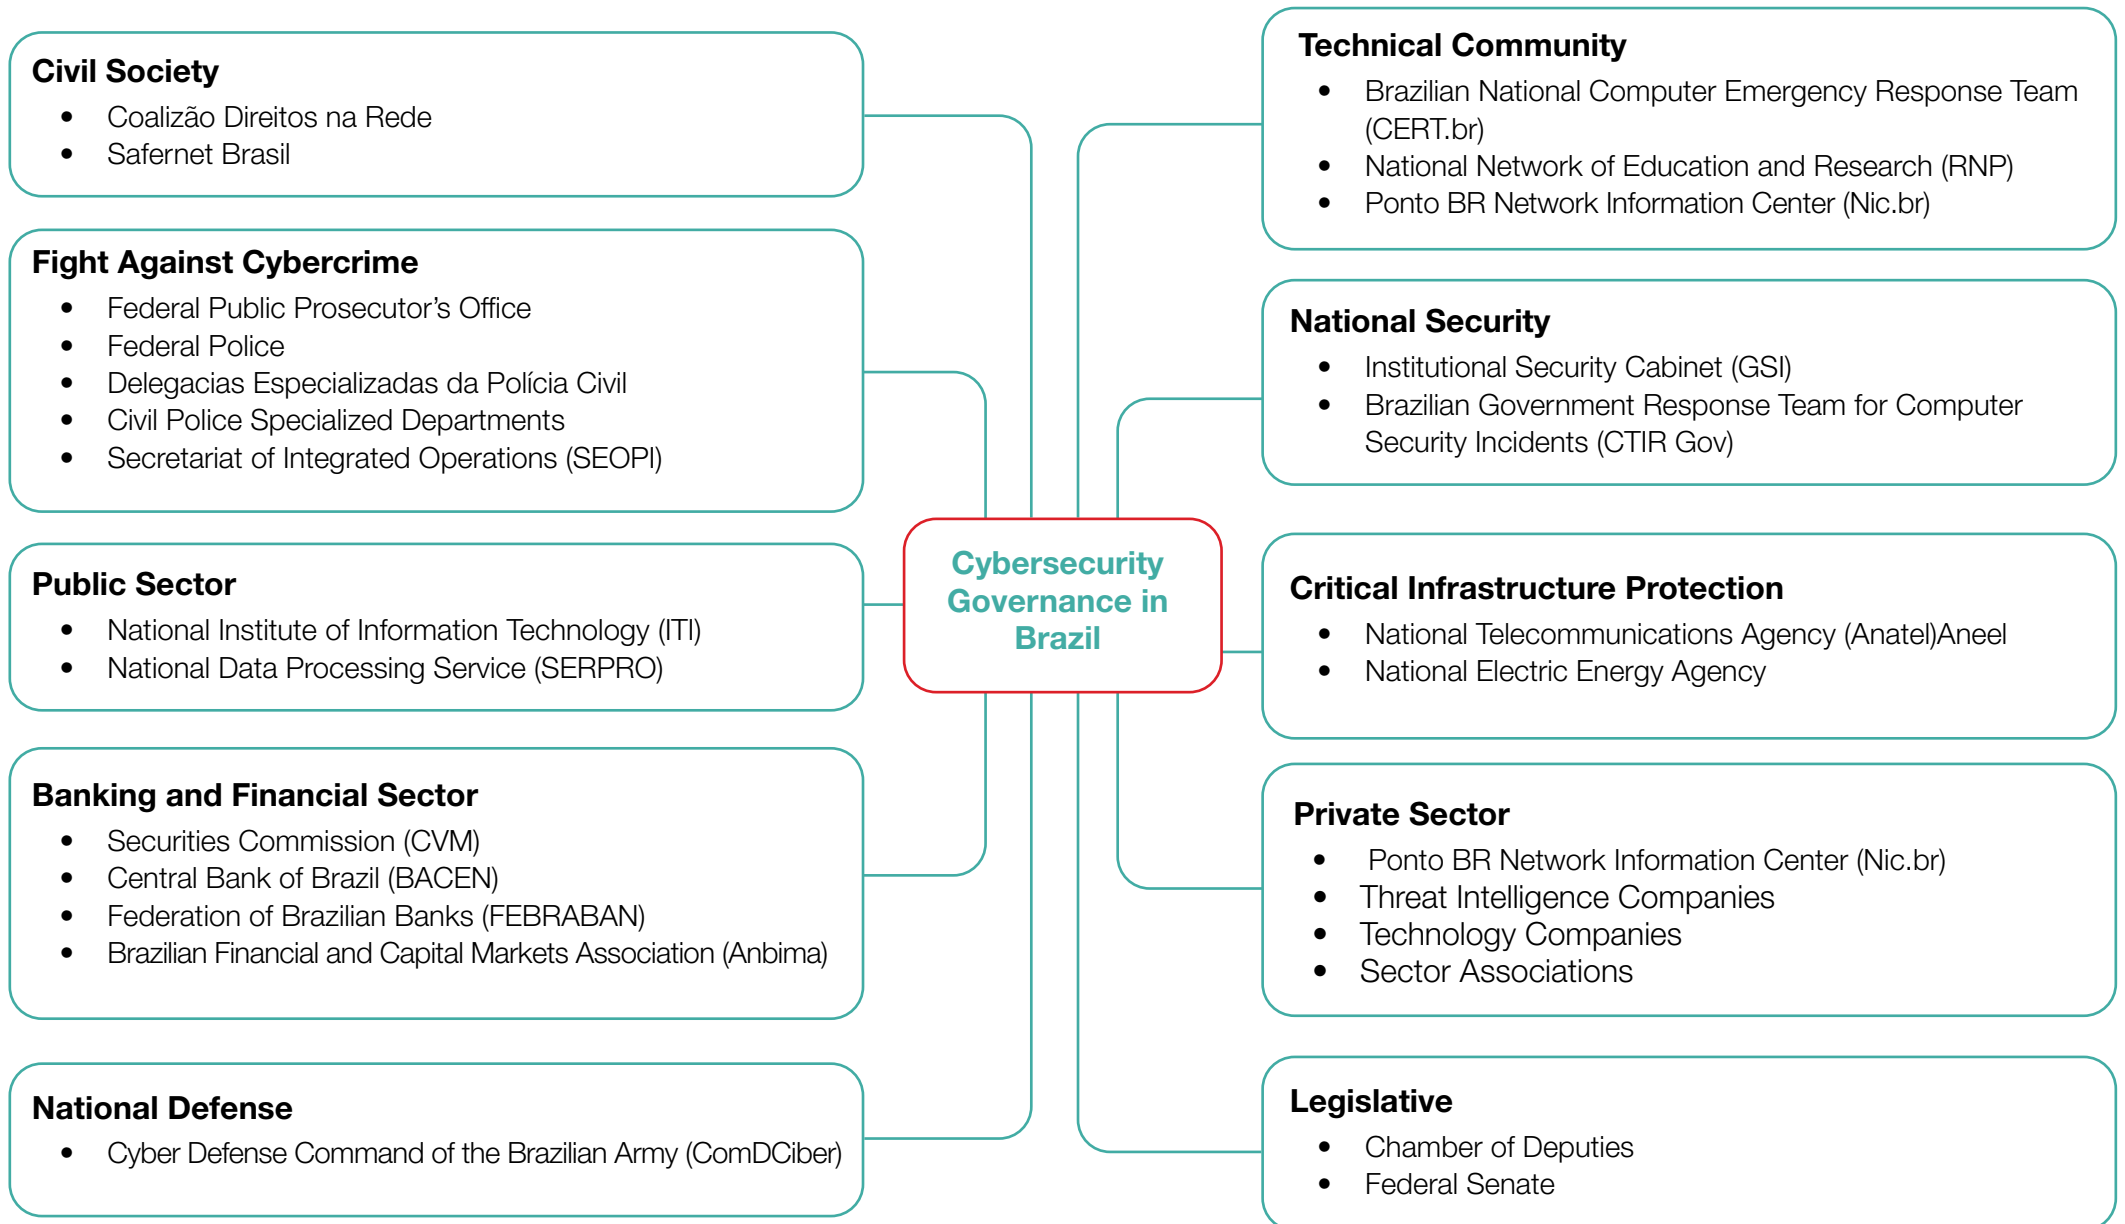 Civil Society
• Coalizão Direitos na Rede
• Safernet Brasil
Fight Against Cybercrime
• Federal Public Prosecutor’s Office
• Federal Police
• Delegacias Especializadas da Polícia Civil
• Civil Police Specialized Departments
• Secretariat of Integrated Operations (SEOPI)
Public Sector
• National Institute of Information Technology (ITI)
• National Data Processing Service (SERPRO)
Banking and Financial Sector
• Securities Commission (CVM)
• Central Bank of Brazil (BACEN)
• Federation of Brazilian Banks (FEBRABAN)
• Brazilian Financial and Capital Markets Association (Anbima)
National Defense
• Cyber Defense Command of the Brazilian Army (ComDCiber)
Cybersecurity
Governance in
Brazil
Technical Community
• Brazilian National Computer Emergency Response Team
(CERT.br)
• National Network of Education and Research (RNP)
• Ponto BR Network Information Center (Nic.br)
National Security
• Institutional Security Cabinet (GSI)
• Brazilian Government Response Team for Computer
Security Incidents (CTIR Gov)
Critical Infrastructure Protection
• National Telecommunications Agency (Anatel)Aneel
• National Electric Energy Agency
Private Sector
• Ponto BR Network Information Center (Nic.br)
• Threat Intelligence Companies
• Technology Companies
• Sector Associations
Legislative
• Chamber of Deputies
• Federal Senate